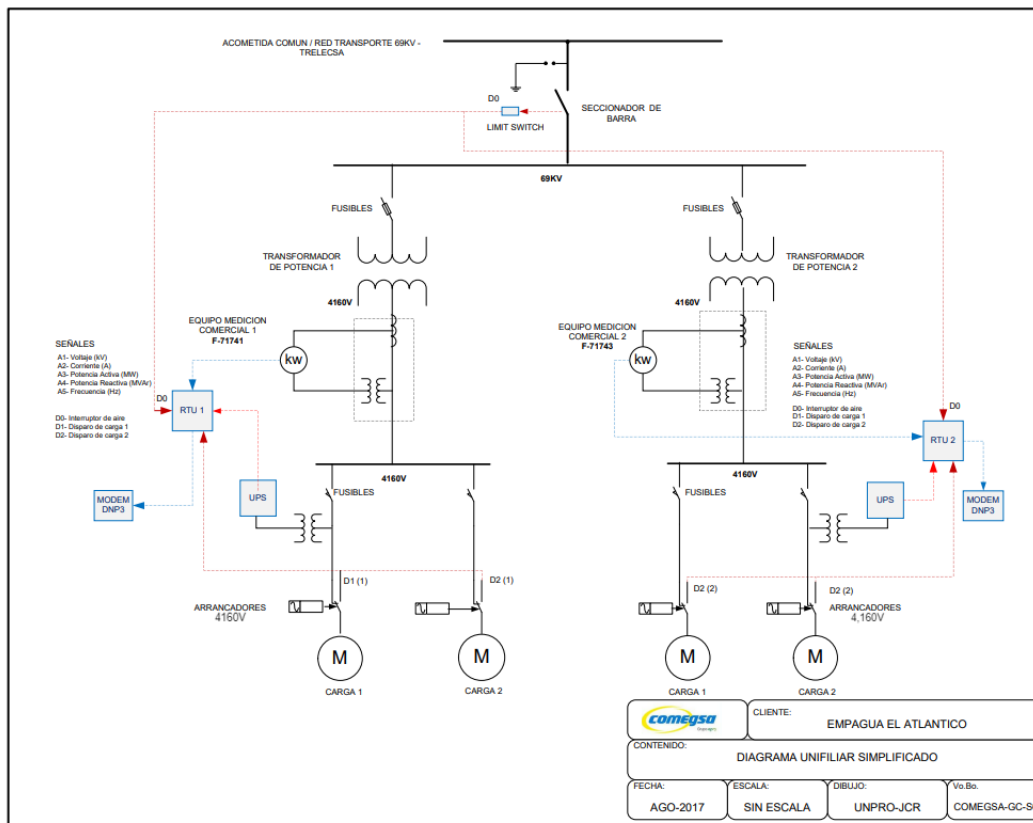 ACOMETIDA COMUN / RED TRANSPORTE 69KV -
TRELECSA
D0
LIMIT SWITCH
SECCIONADOR DE
BARRA
69KV
FUSIBLES
FUSIBLES
TRANSFORMADOR
DE POTENCIA 1
TRANSFORMADOR
DE POTENCIA 2
4160V
4160V
EQUIPO MEDICION
COMERCIAL 1
F-71741
kw
EQUIPO MEDICION
COMERCIAL 2
F-71743
kw
SEÑALES
A1- Voltaje (kV)
A2- Corriente (A)
A3- Potencia Activa (MW)
A4- Potencia Reactiva (MVAr)
A5- Frecuencia (Hz)
D0- Interruptor de aire
D1- Disparo de carga 1
D2- Disparo de carga 2
SEÑALES
A1- Voltaje (kV)
A2- Corriente (A)
A3- Potencia Activa (MW)
A4- Potencia Reactiva (MVAr)
A5- Frecuencia (Hz)
D0- Interruptor de aire
D1- Disparo de carga 1
D2- Disparo de carga 2
D0
RTU 1
D0
RTU 2
4160V
4160V
MODEM
DNP3
UPS
FUSIBLES
FUSIBLES
UPS
MODEM
DNP3
D1 (1)
D2 (1)
D2 (2)
D2 (2)
ARRANCADORES
4160V
ARRANCADORES
4,160V
M
M
M
M
CARGA 1
CARGA 2
CARGA 1
CARGA 2
comegsa
CLIENTE:
EMPAGUA EL ATLANTICO
CONTENIDO:
DIAGRAMA UNIFILIAR SIMPLIFICADO
FECHA:
AGO-2017
ESCALA:
SIN ESCALA
DIBUJO:
UNPRO-JCR
Vo.Bo.
COMEGSA-GC-S